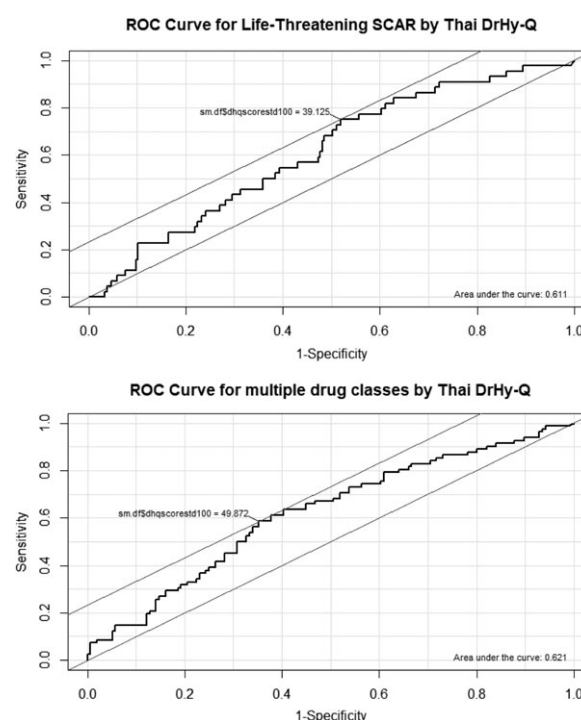 ROC Curve for Life-Threatening SCAR by Thai DrHy-Q
1.0
0.8
0.6
0.4
0.2
0.0
Sensitivity
sm.df$dhqscorestd100 = 39.125
Area under the curve: 0.611
0.0 0.2 0.4 0.6 0.8 1.0
1-Specificity
ROC Curve for multiple drug classes by Thai DrHy-Q
1.0
0.8
0.6
0.4
0.2
0.0
Sensitivity
sm.df$dhqscorestd100 = 49.872
Area under the curve: 0.621
0.0 0.2 0.4 0.6 0.8 1.0
1-Specificity